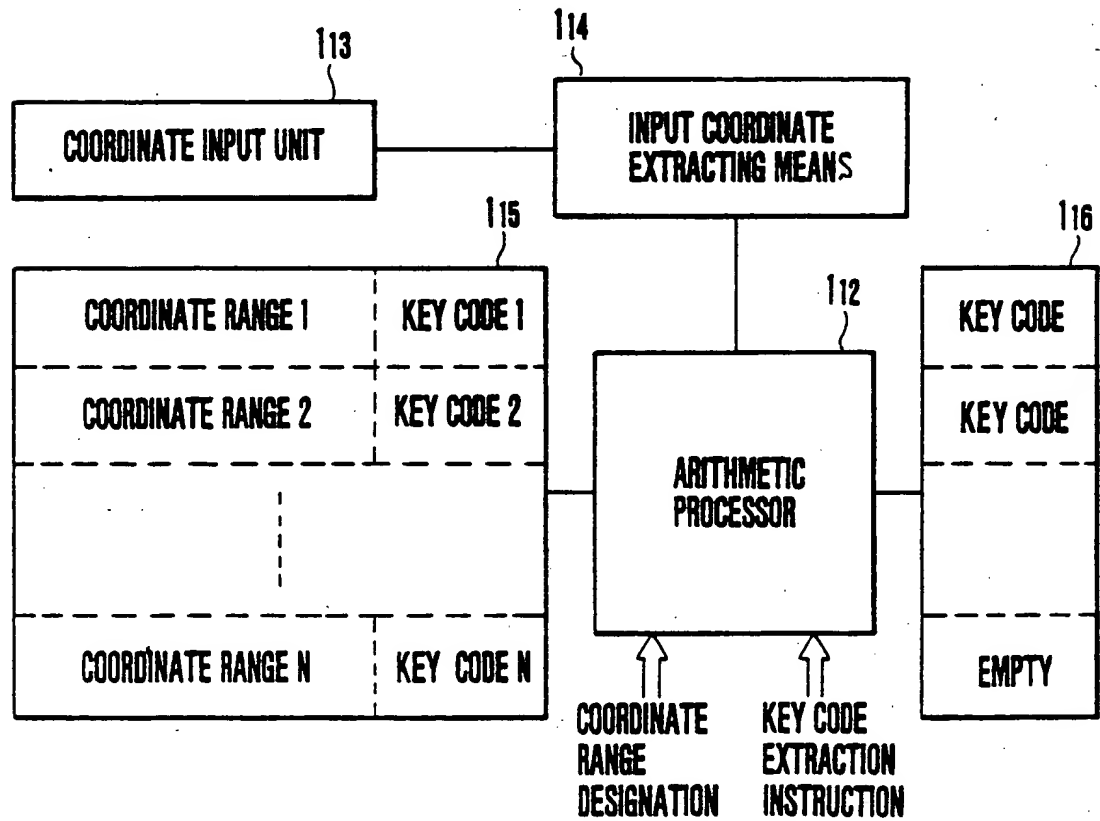 113
114
COORDINATE INPUT UNIT
INPUT COORDINATE
EXTRACTING MEANS
115
116
COORDINATE RANGE 1
KEY CODE 1
KEY CODE
112
COORDINATE RANGE 2
KEY CODE 2
KEY CODE
ARITHMETIC
PROCESSOR
COORDINATE RANGE N
KEY CODE N
EMPTY
COORDINATE
RANGE
DESIGNATION
KEY CODE
EXTRACTION
INSTRUCTION